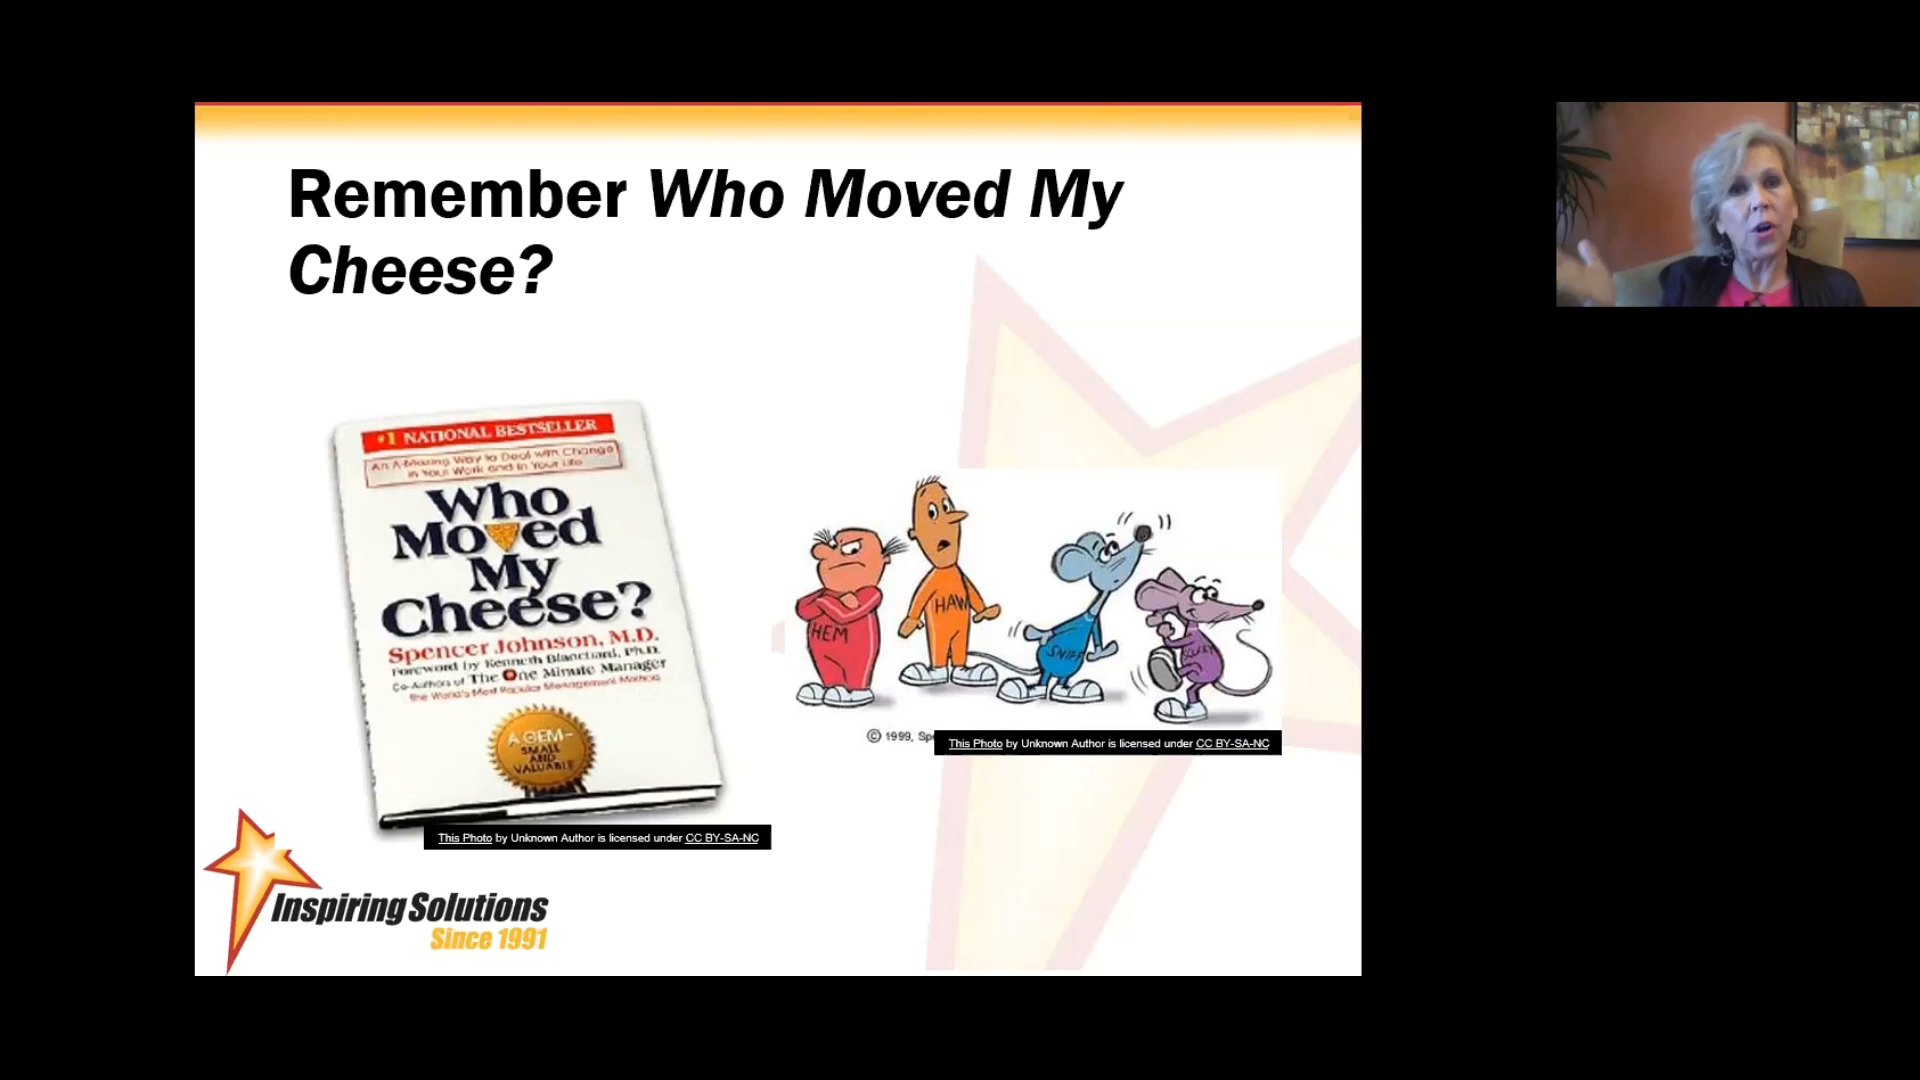 Remember Who Moved My
Cheese?
#1 NATIONAL BESTSELLER
An A-Mazing Way to Deal with Change
in Your Work and in Your Life
Who
Moved
My
Cheese?
Spencer Johnson, M.D.
Foreword by Kenneth Blanchard, Ph.D.
Co-Authors of The One Minute Manager
the World's Most Popular Management Method
A GEM–
SMALL
AND
VALUABLE
HEM
HAW
SNIFF
SCURRY
© 1999, Sp
This Photo by Unknown Author is licensed under CC BY-SA-NC
This Photo by Unknown Author is licensed under CC BY-SA-NC
Inspiring Solutions
Since 1991